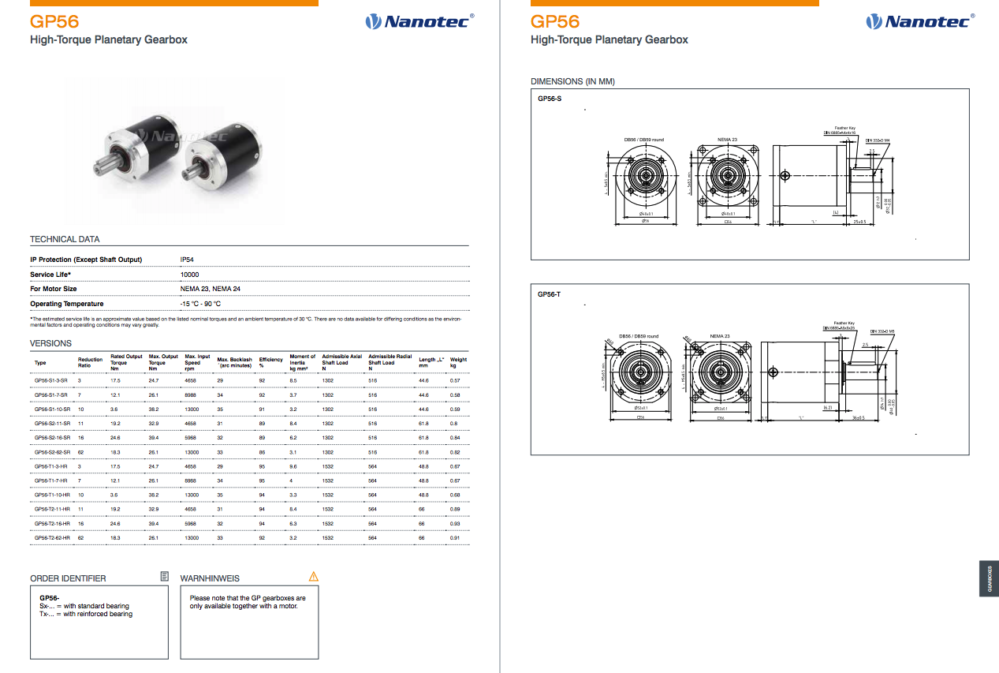 GP56
High-Torque Planetary Gearbox
Nanotec®
Nanotec
TECHNICAL DATA
IP Protection (Except Shaft Output) IP54
Service Life* 10000
For Motor Size NEMA 23, NEMA 24
Operating Temperature -15 °C - 90 °C
*The estimated service life is an approximate value based on the listed nominal torques and an ambient temperature of 30 °C. There are no data available for differing conditions as the environ-
mental factors and operating conditions may vary greatly.
VERSIONS
Type Reduction Ratio Rated Output Torque Nm Max. Output Torque Nm Max. Input Speed rpm Max. Backlash (arc minutes) Efficiency % Moment of Inertia kg mm² Admissible Axial Shaft Load N Admissible Radial Shaft Load N Length „L" mm Weight kg
GP56-S1-3-SR 3 17.5 24.7 4658 29 92 8.5 1302 516 44.6 0.57
GP56-S1-7-SR 7 12.1 26.1 8988 34 92 3.7 1302 516 44.6 0.58
GP56-S1-10-SR 10 3.6 38.2 13000 35 91 3.2 1302 516 44.6 0.59
GP56-S2-11-SR 11 19.2 32.9 4658 31 89 8.4 1302 516 61.8 0.8
GP56-S2-16-SR 16 24.6 39.4 5968 32 89 6.2 1302 516 61.8 0.84
GP56-S2-62-SR 62 18.3 26.1 13000 33 86 3.1 1302 516 61.8 0.82
GP56-T1-3-HR 3 17.5 24.7 4658 29 95 9.6 1532 564 48.8 0.67
GP56-T1-7-HR 7 12.1 26.1 8988 34 95 4 1532 564 48.8 0.67
GP56-T1-10-HR 10 3.6 38.2 13000 35 94 3.3 1532 564 48.8 0.68
GP56-T2-11-HR 11 19.2 32.9 4658 31 94 8.4 1532 564 66 0.89
GP56-T2-16-HR 16 24.6 39.4 5968 32 94 6.3 1532 564 66 0.93
GP56-T2-62-HR 62 18.3 26.1 13000 33 92 3.2 1532 564 66 0.91
ORDER IDENTIFIER
GP56-
Sx-... = with standard bearing
Tx-... = with reinforced bearing
WARNHINWEIS
Please note that the GP gearboxes are
only available together with a motor.
GP56
High-Torque Planetary Gearbox
Nanotec®
DIMENSIONS (IN MM)
GP56-S
Feather Key
DIN 6885-A4x4x16
DIN 332-D M4
DB56 / DB59 round
NEMA 23
2.5
Ø40±0.1
Ø56
Ø40±0.1
□56
(4)
"L"
25±0.5
GP56-T
Feather Key
DIN 6885-A5x5x25
DIN 332-D M5
DB56 / DB59 round
NEMA 23
2.5
Ø52±0.1
□56
Ø52±0.1
□56
(6.2)
"L"
36±0.5
GEARBOXES